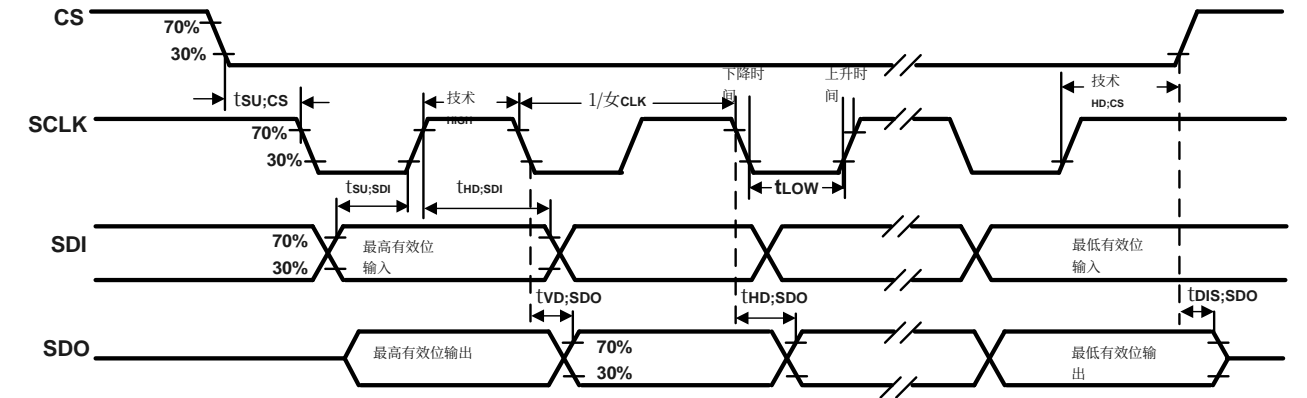 CS
70%
30%
下降时间
上升时间
技术
HD;CS
tSU;CS
技术
HIGH
1/女CLK
SCLK
70%
30%
tLOW
tSU;SDI
tHD;SDI
SDI
70%
30%
最高有效位
输入
最低有效位
输入
tVD;SDO
tHD;SDO
tDIS;SDO
SDO
最高有效位输出
70%
30%
最低有效位输
出